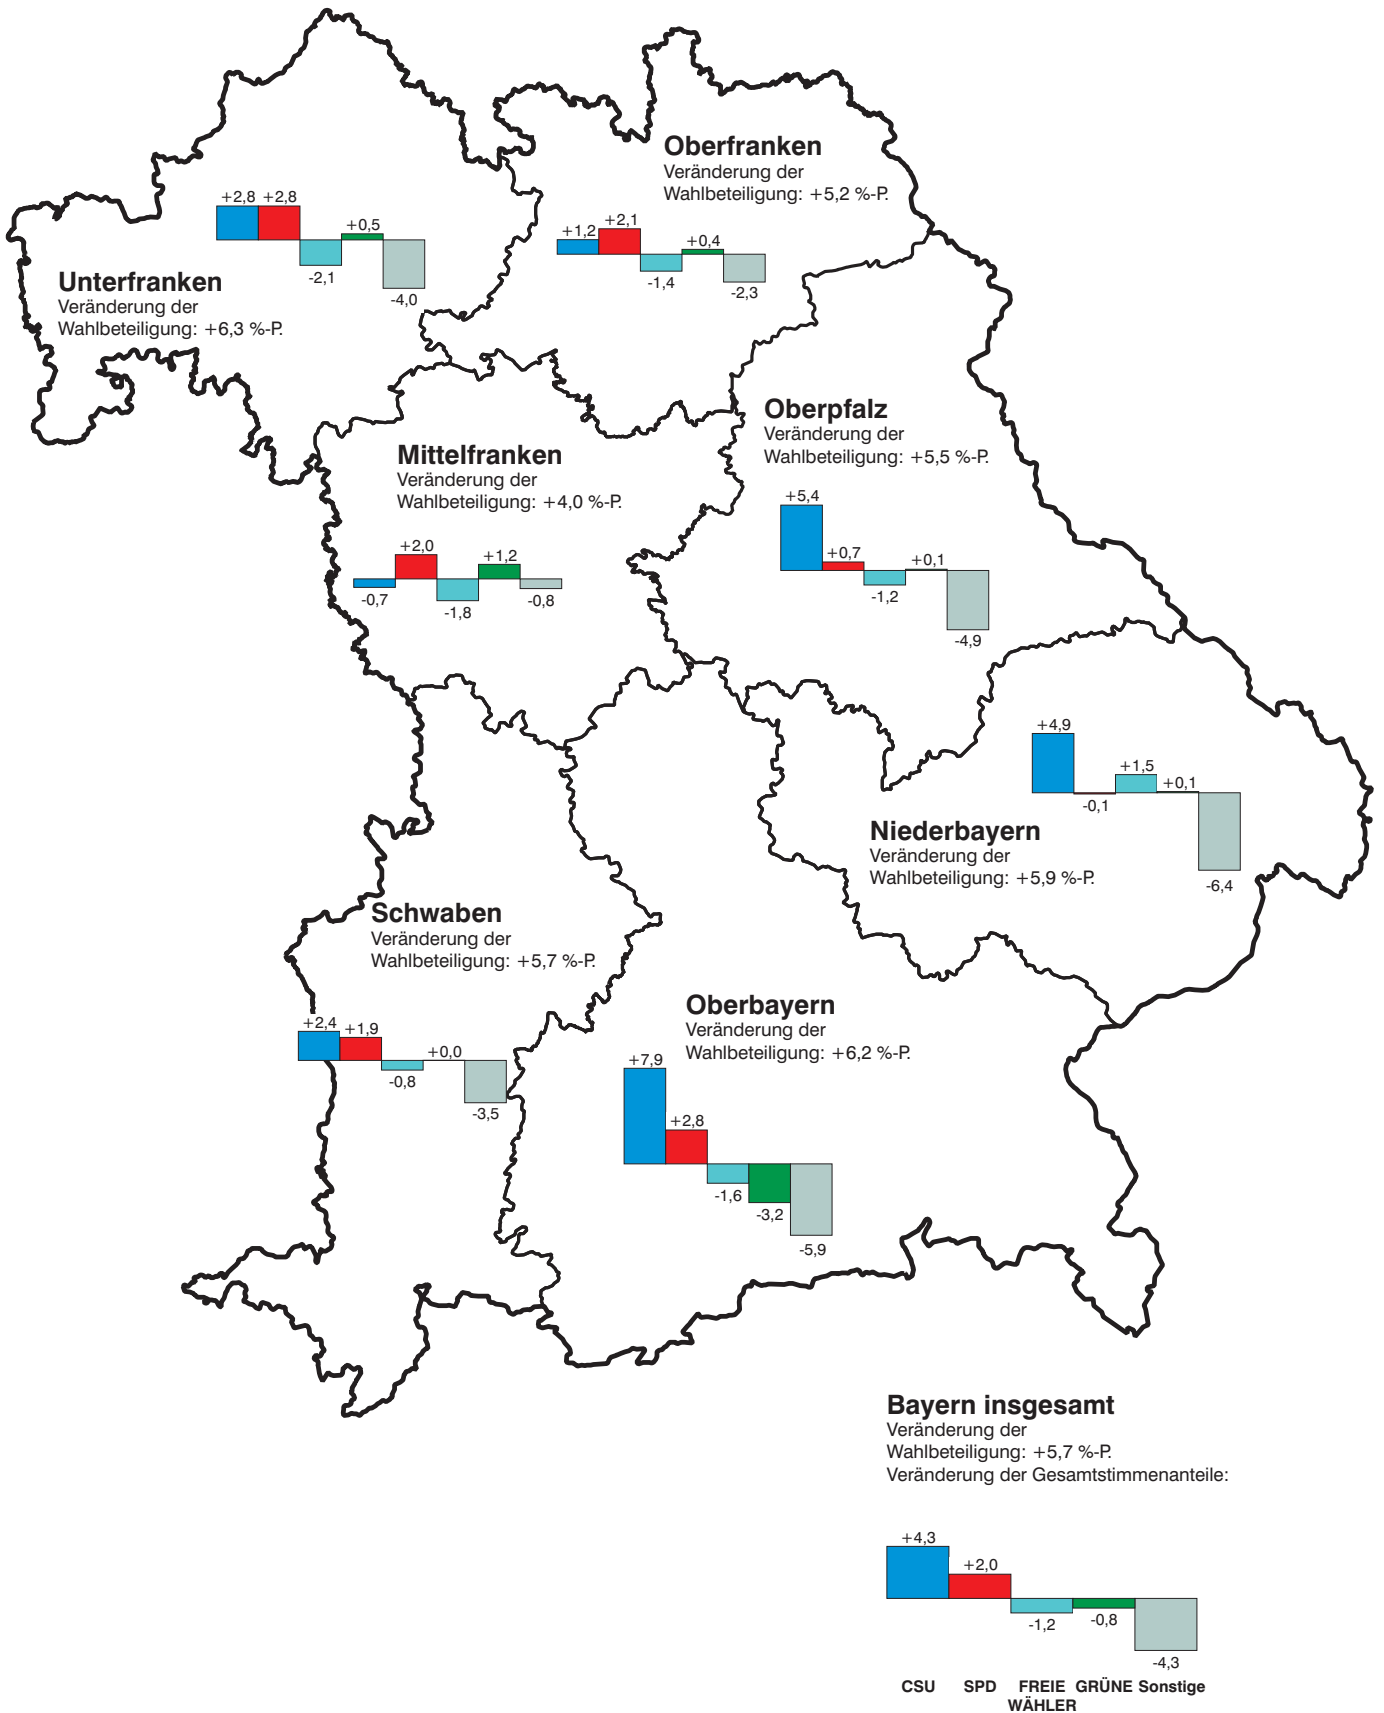 Oberfranken
Veränderung der
Wahlbeteiligung: +5,2 %-P.
+1,2
+2,1
-1,4
+0,4
-2,3
+2,8
+2,8
-2,1
+0,5
-4,0
Unterfranken
Veränderung der
Wahlbeteiligung: +6,3 %-P.
Oberpfalz
Veränderung der
Wahlbeteiligung: +5,5 %-P.
+5,4
+0,7
-1,2
+0,1
-4,9
Mittelfranken
Veränderung der
Wahlbeteiligung: +4,0 %-P.
-0,7
+2,0
-1,8
+1,2
-0,8
+4,9
-0,1
+1,5
+0,1
-6,4
Niederbayern
Veränderung der
Wahlbeteiligung: +5,9 %-P.
Schwaben
Veränderung der
Wahlbeteiligung: +5,7 %-P.
+2,4
+1,9
-0,8
+0,0
-3,5
Oberbayern
Veränderung der
Wahlbeteiligung: +6,2 %-P.
+7,9
+2,8
-1,6
-3,2
-5,9
Bayern insgesamt
Veränderung der
Wahlbeteiligung: +5,7 %-P.
Veränderung der Gesamtstimmenanteile:
+4,3
+2,0
-1,2
-0,8
-4,3
CSU SPD FREIE GRÜNE Sonstige
WÄHLER